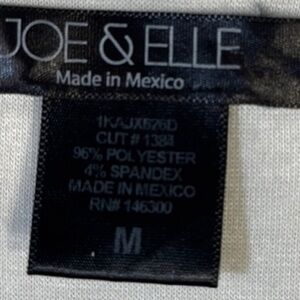 JOE & ELLE
Made in Mexico
CUT # 1384
96% POLYESTER
4% SPANDEX
MADE IN MEXICO
RN# 146300
M